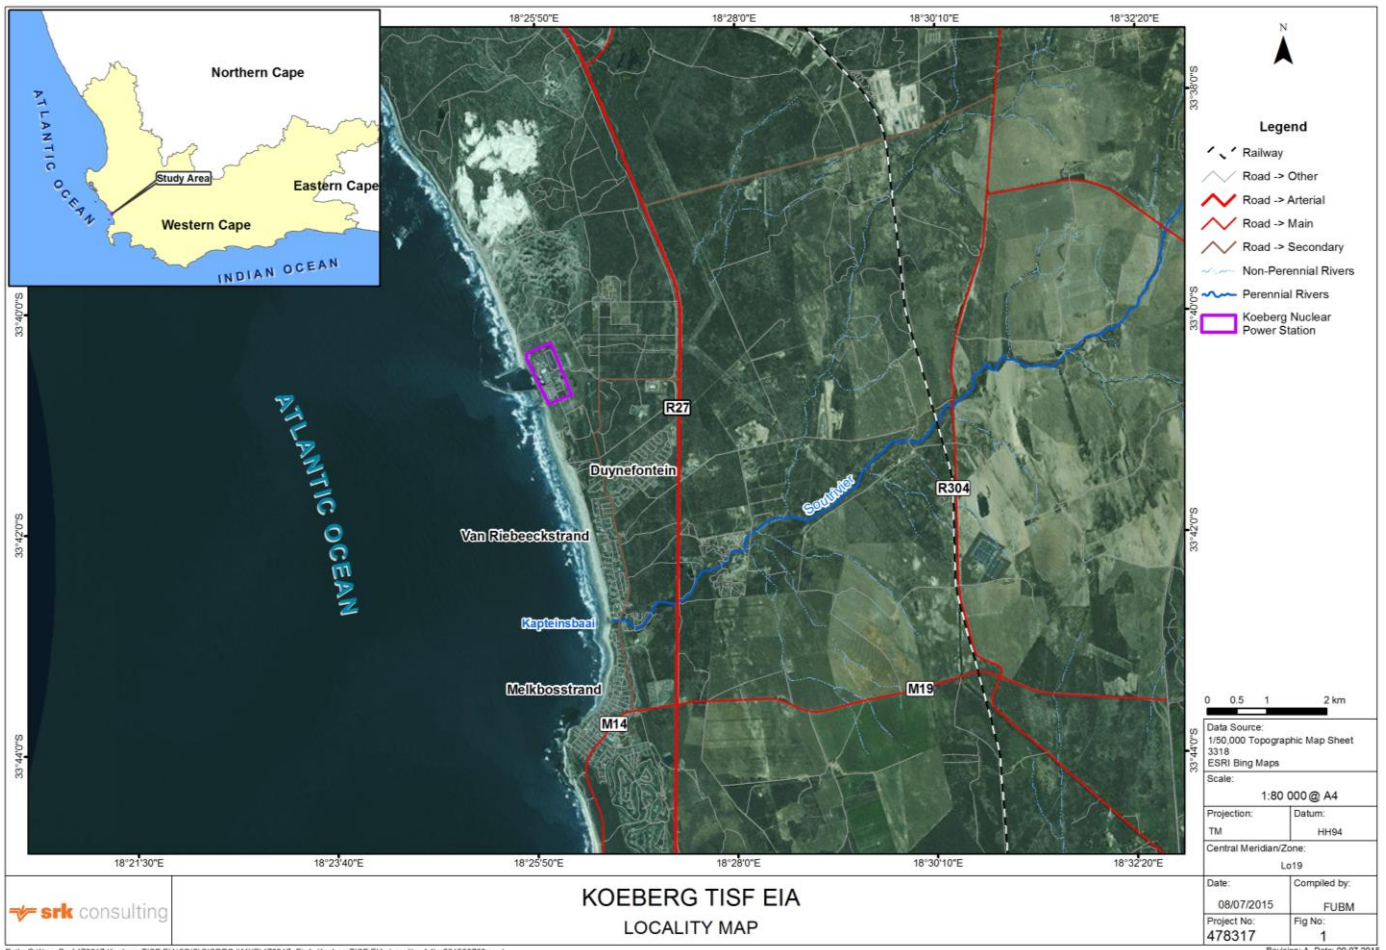 18°25'50"E
18°28'0"E
18°30'10"E
18°32'20"E
Northern Cape
ATLANTIC OCEAN
Study Area
Eastern Cape
Western Cape
INDIAN OCEAN
33°38'0"S
33°40'0"S
33°40'0"S
33°42'0"S
33°42'0"S
33°44'0"S
33°44'0"S
N
Legend
Railway
Road -> Other
Road -> Arterial
Road -> Main
Road -> Secondary
Non-Perennial Rivers
Perennial Rivers
Koeberg Nuclear
Power Station
ATLANTIC OCEAN
R27
Duynefontein
Soutrivier
R304
Van Riebeeckstrand
Kapteinsbaai
Melkbosstrand
M19
M14
0 0.5 1 2 km
Data Source:
1/50,000 Topographic Map Sheet
3318
ESRI Bing Maps
Scale:
1:80 000 @ A4
Projection:
TM
Datum:
HH94
Central Meridian/Zone:
Lo19
Date:
08/07/2015
Compiled by:
FUBM
Project No:
478317
Fig No:
1
18°21'30"E
18°23'40"E
18°25'50"E
18°28'0"E
18°30'10"E
18°32'20"E
srk consulting
KOEBERG TISF EIA
LOCALITY MAP